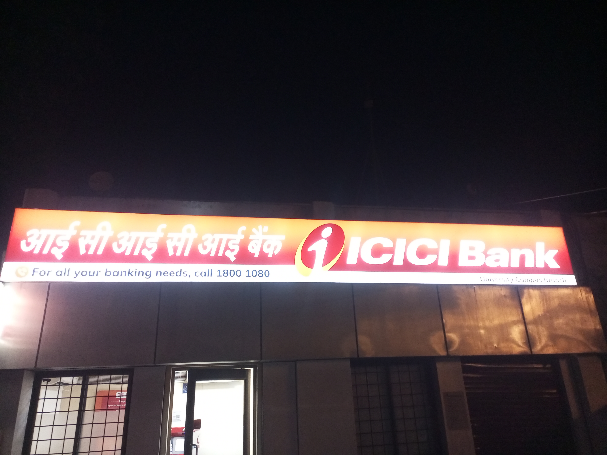 आई सी आई सी आई बैंक ICICI Bank
For all your banking needs, call 1800 1080